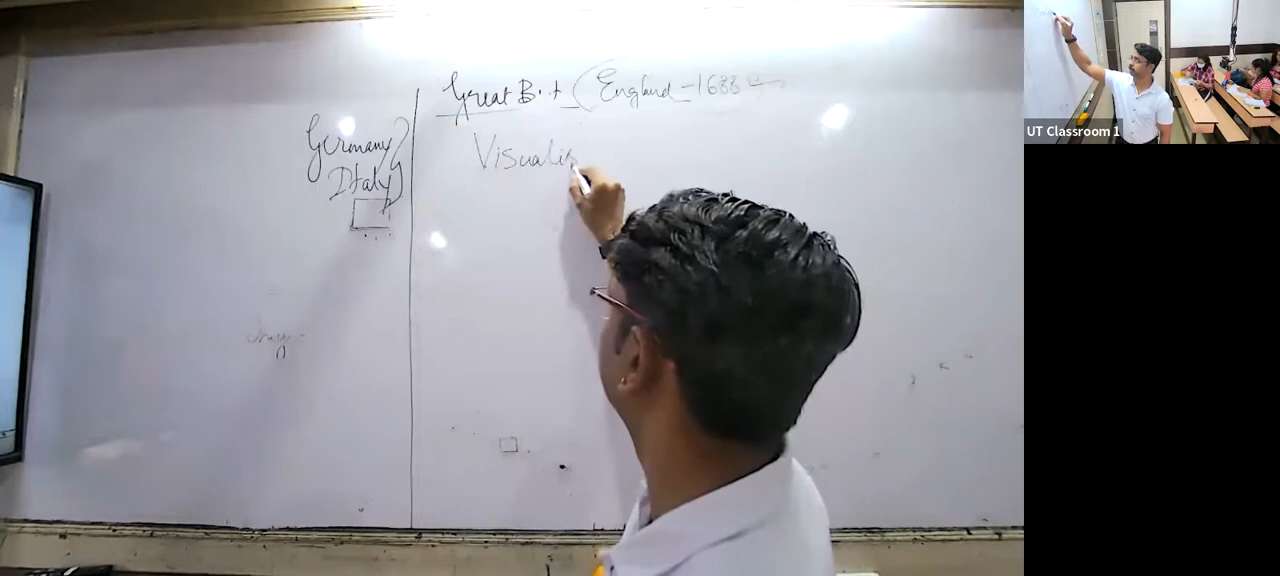 Germany
Italy
Great Brit (England - 1688
Visualis
UT Classroom 1